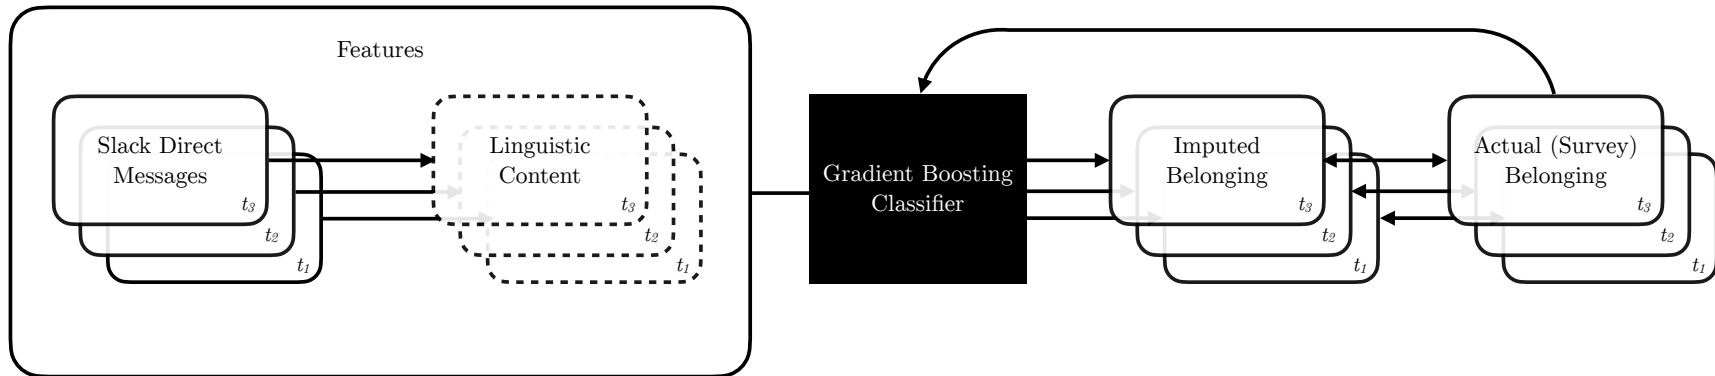 Features
Slack Direct
Messages
t3
t2
t1
Linguistic
Content
t3
t2
t1
Gradient Boosting
Classifier
Imputed
Belonging
t3
t2
t1
Actual (Survey)
Belonging
t3
t2
t1